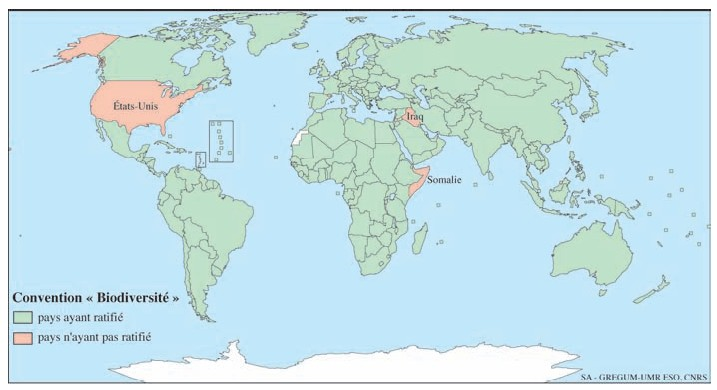 États-Unis
Iraq
Somalie
Convention « Biodiversité »
pays ayant ratifié
pays n'ayant pas ratifié
SA - GREGUM-UMR ESO, CNRS